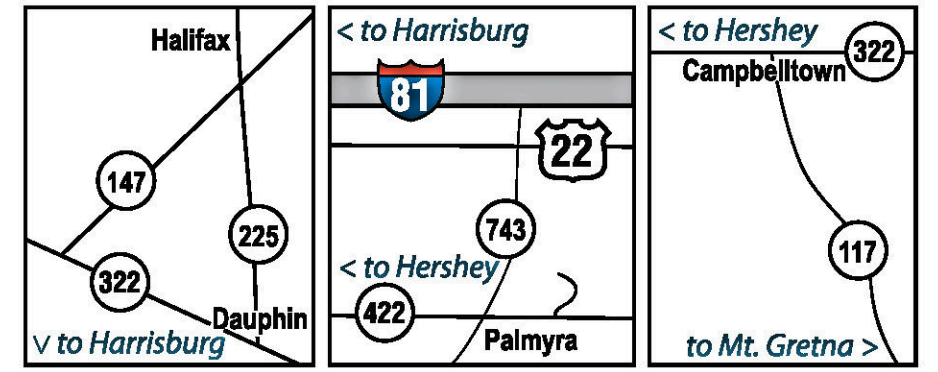 Halifax
147
225
322
Dauphin
v to Harrisburg
< to Harrisburg
81
22
743
< to Hershey
422
Palmyra
< to Hershey
322
Campbelltown
117
to Mt. Gretna >